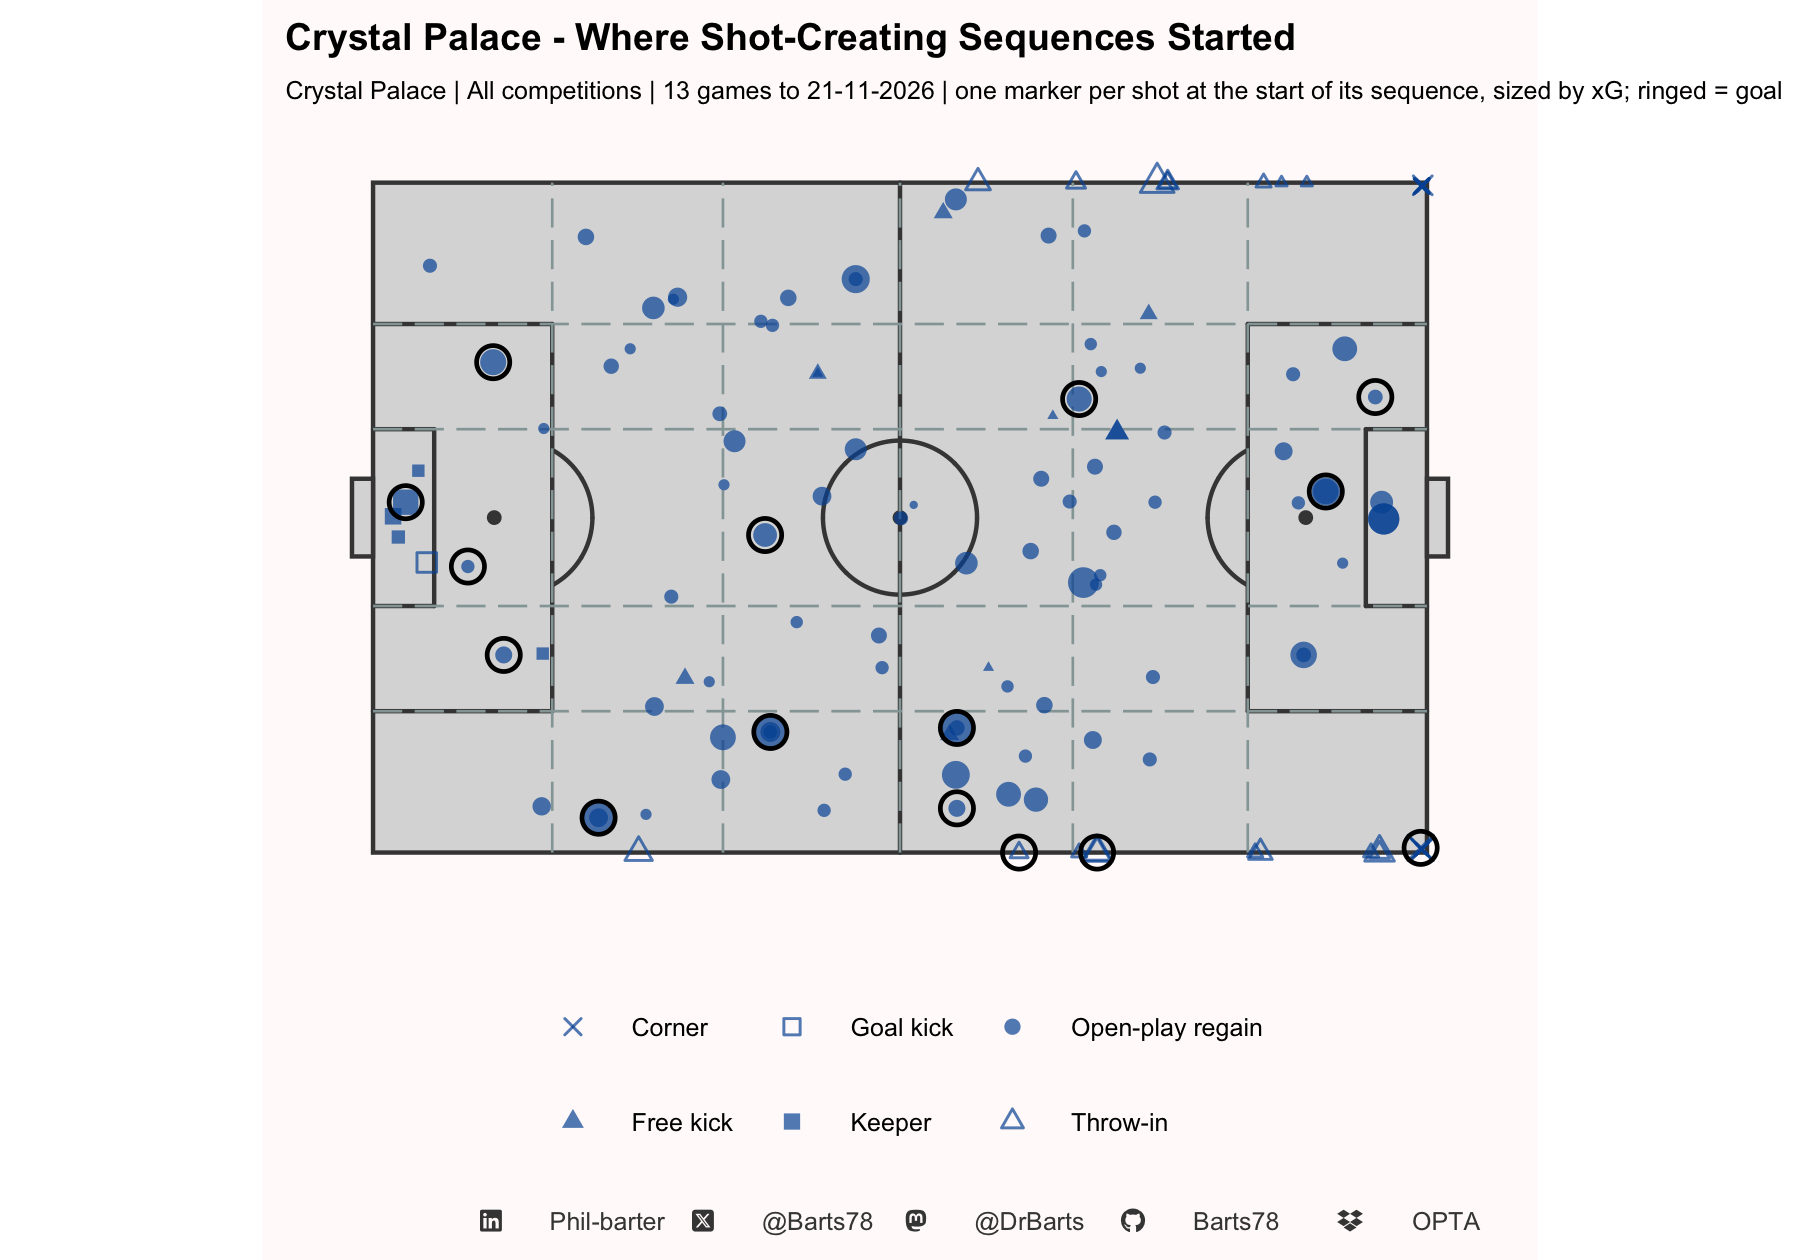 Crystal Palace - Where Shot-Creating Sequences Started
Crystal Palace | All competitions | 13 games to 21-11-2026 | one marker per shot at the start of its sequence, sized by xG; ringed = goal
Corner Goal kick Open-play regain
Free kick Keeper Throw-in
Phil-barter @Barts78 @DrBarts Barts78 OPTA